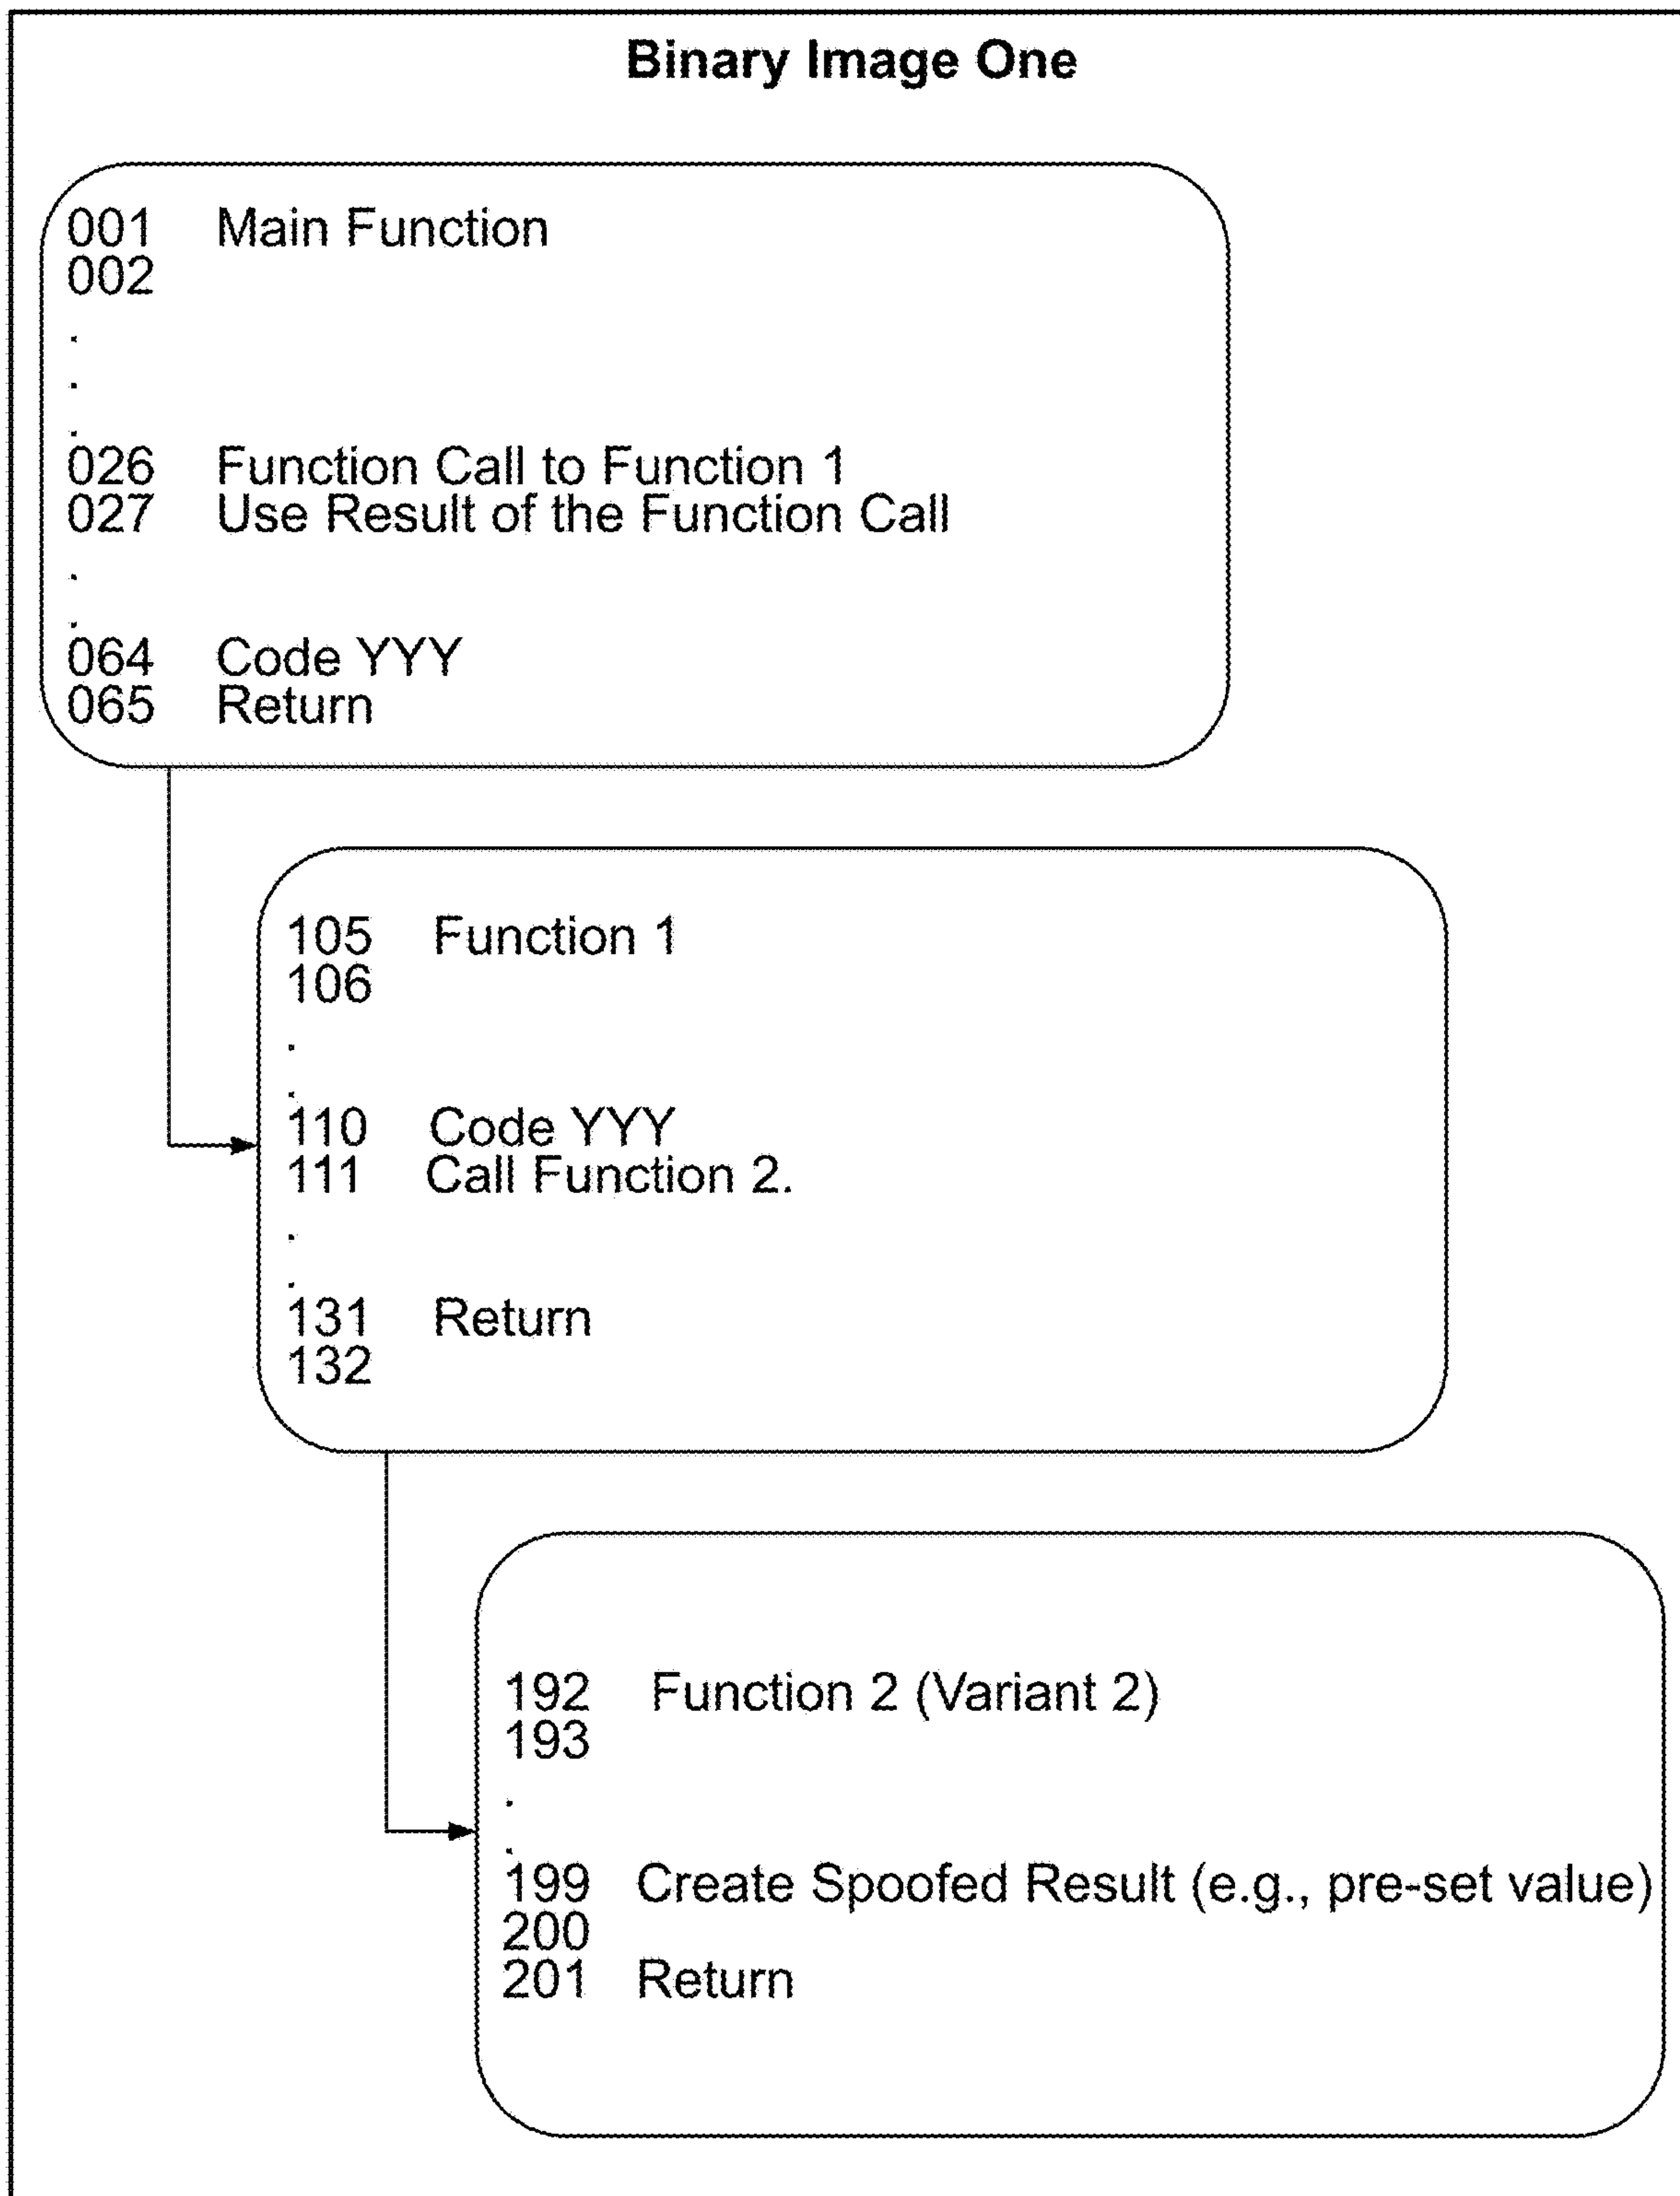 Binary Image One
001 Main Function
002
.
.
.
026 Function Call to Function 1
027 Use Result of the Function Call
.
.
064 Code YYY
065 Return
105 Function 1
106
.
.
110 Code YYY
111 Call Function 2.
.
.
131 Return
132
192 Function 2 (Variant 2)
193
.
.
199 Create Spoofed Result (e.g., pre-set value)
200
201 Return